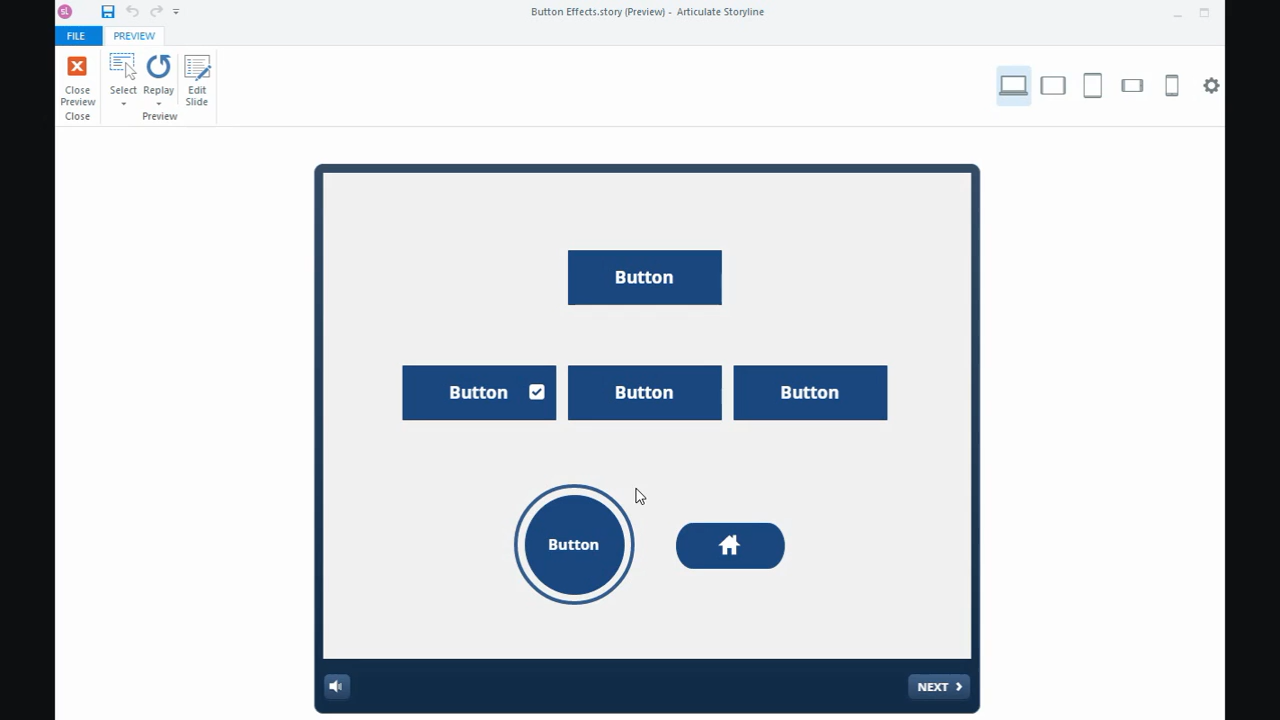 sl
Button Effects.story (Preview) - Articulate Storyline
FILE
PREVIEW
Close
Preview
Select
Replay
Edit
Slide
Close
Preview
Button
Button
Button
Button
Button
NEXT